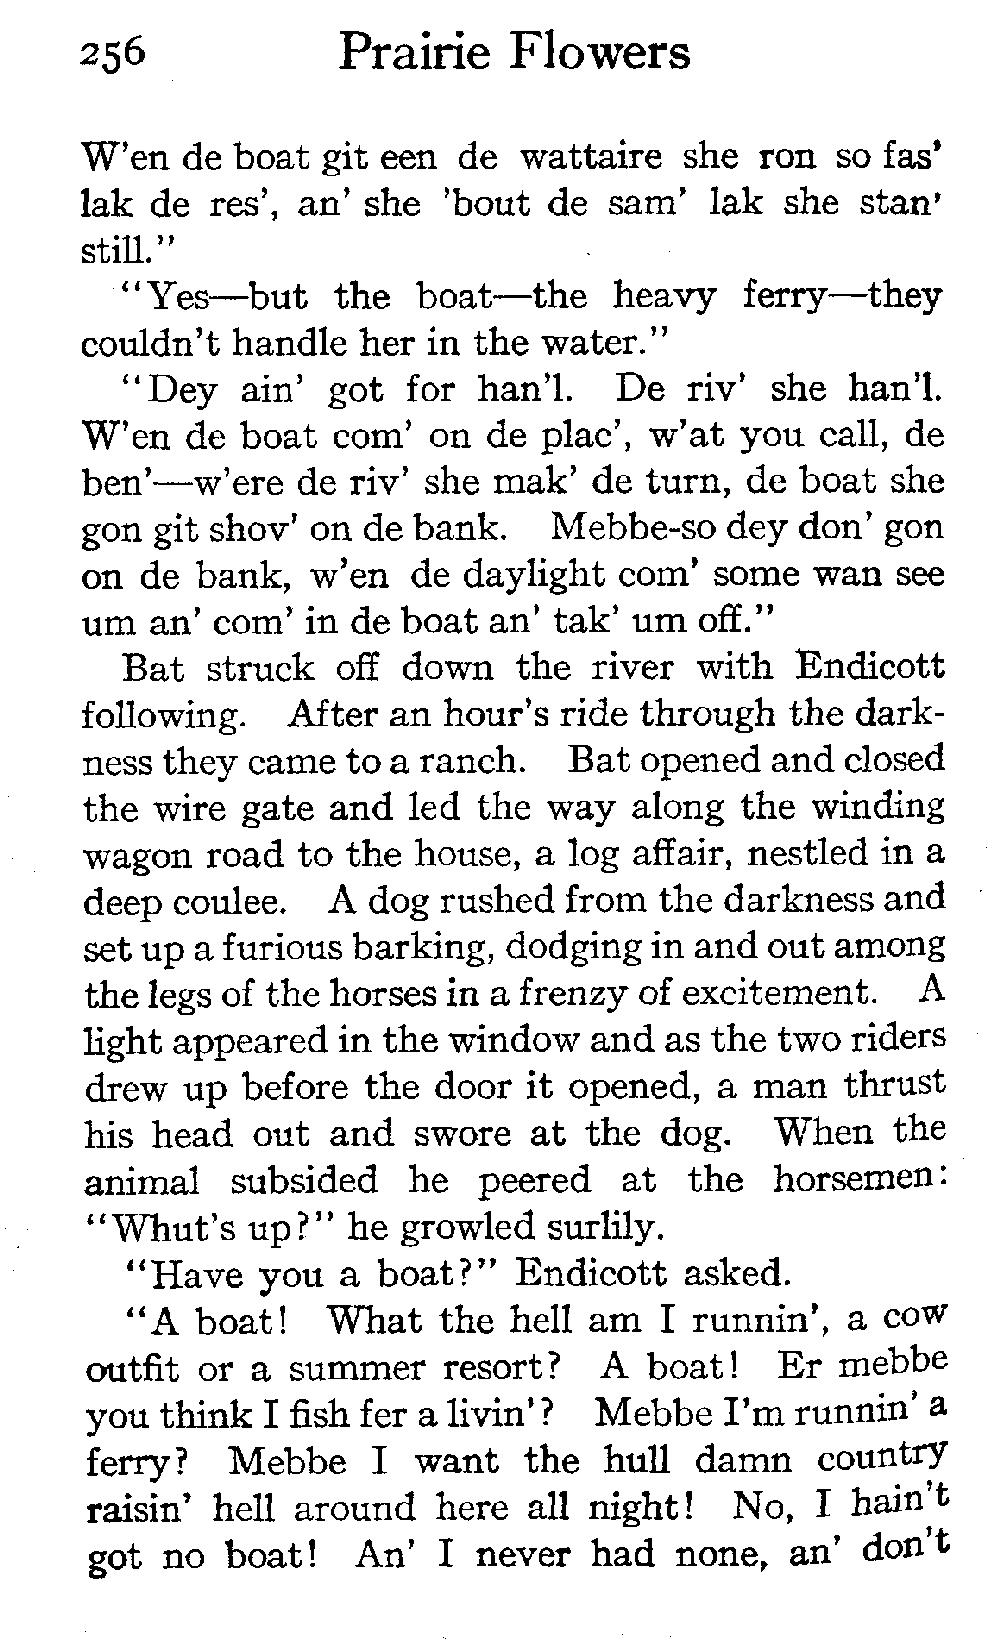 256 Prairie Flowers
W'en de boat git een de wattaire she ron so fas'
lak de res', an' she 'bout de sam' lak she stan'
still."
"Yes—but the boat—the heavy ferry—they
couldn't handle her in the water."
"Dey ain' got for han'l. De riv' she han'l.
W'en de boat com' on de plac', w'at you call, de
ben'—w'ere de riv' she mak' de turn, de boat she
gon git shov' on de bank. Mebbe-so dey don' gon
on de bank, w'en de daylight com' some wan see
um an' com' in de boat an' tak' um off."
Bat struck off down the river with Endicott
following. After an hour's ride through the dark-
ness they came to a ranch. Bat opened and closed
the wire gate and led the way along the winding
wagon road to the house, a log affair, nestled in a
deep coulee. A dog rushed from the darkness and
set up a furious barking, dodging in and out among
the legs of the horses in a frenzy of excitement. A
light appeared in the window and as the two riders
drew up before the door it opened, a man thrust
his head out and swore at the dog. When the
animal subsided he peered at the horsemen:
"Whut's up?" he growled surlily.
"Have you a boat?" Endicott asked.
"A boat! What the hell am I runnin', a cow
outfit or a summer resort? A boat! Er mebbe
you think I fish fer a livin'? Mebbe I'm runnin' a
ferry? Mebbe I want the hull damn country
raisin' hell around here all night! No, I hain't
got no boat! An' I never had none, an' don't